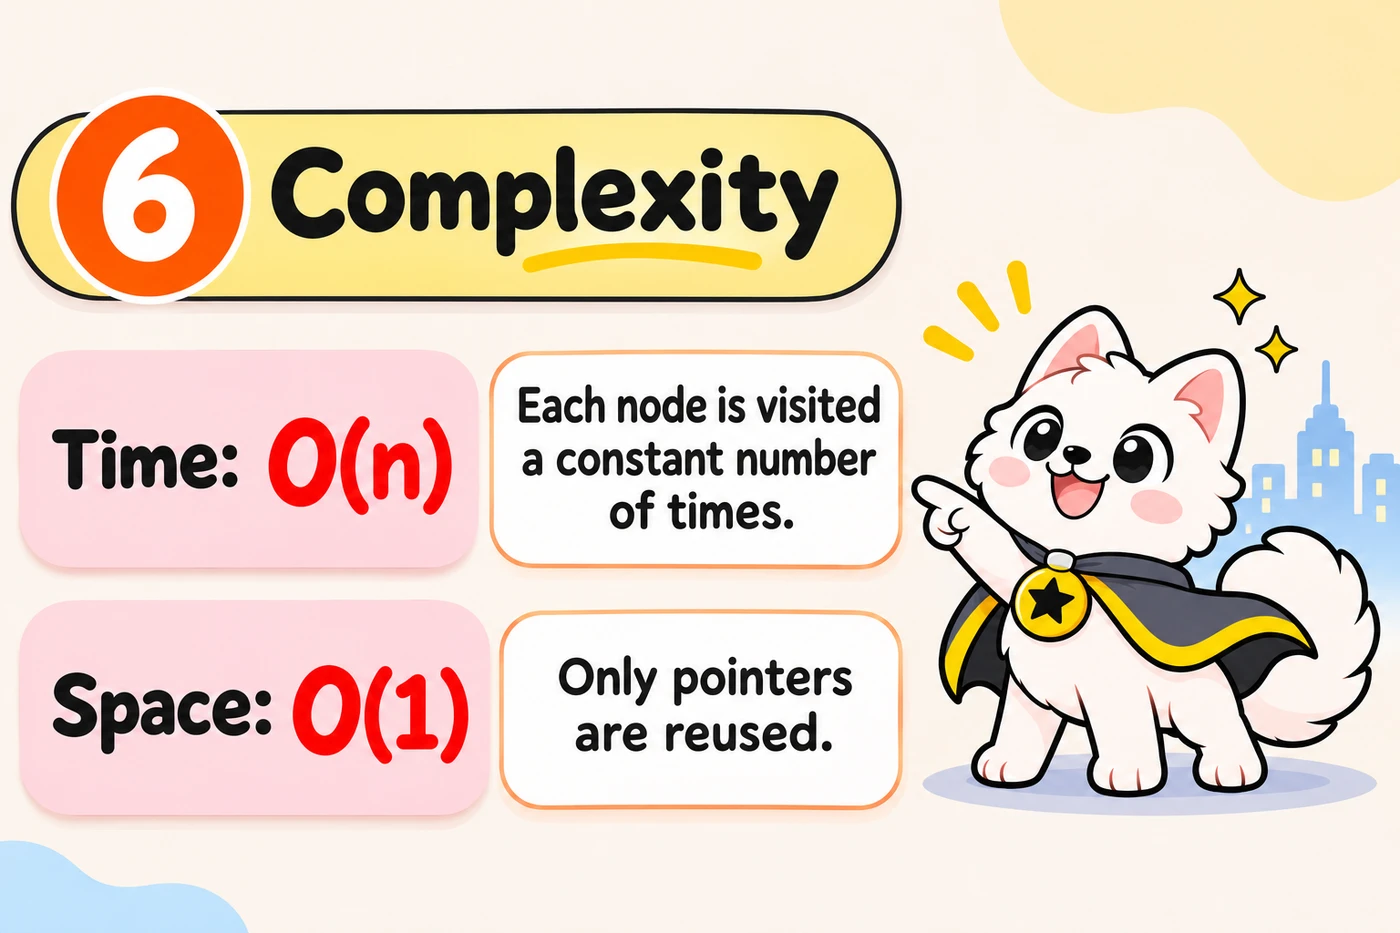 6 Complexity
Time: O(n)
Each node is visited
a constant number
of times.
Space: O(1)
Only pointers
are reused.